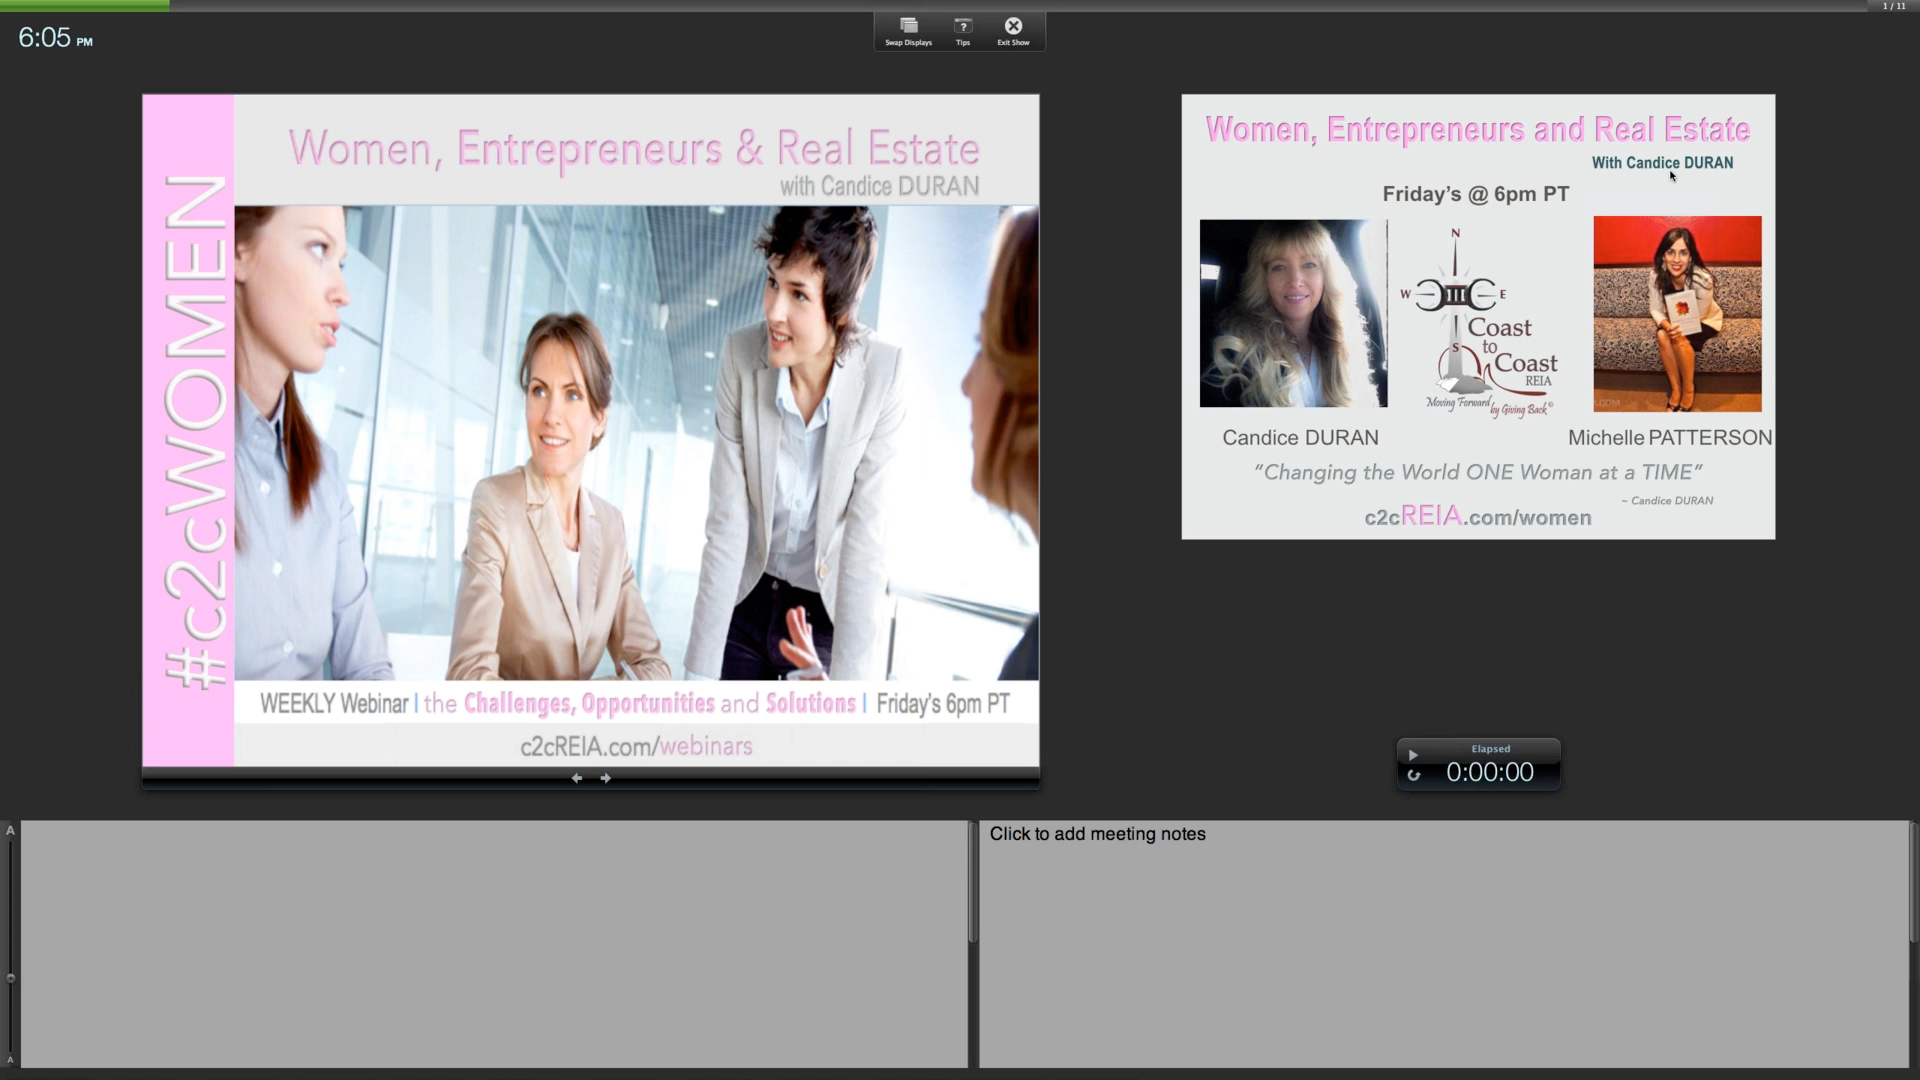 1 / 11
6:05 PM
Swap Displays
Tips
Exit Show
#c2cWOMEN
Women, Entrepreneurs & Real Estate
with Candice DURAN
WEEKLY Webinar | the Challenges, Opportunities and Solutions | Friday's 6pm PT
c2cREIA.com/webinars
Women, Entrepreneurs and Real Estate
With Candice DURAN
Friday's @ 6pm PT
N
W
E
S
Coast
to
Coast
REIA
Moving Forward
by Giving Back©
Candice DURAN
Michelle PATTERSON
“Changing the World ONE Woman at a TIME”
~ Candice DURAN
c2cREIA.com/women
Elapsed
0:00:00
A
A
Click to add meeting notes